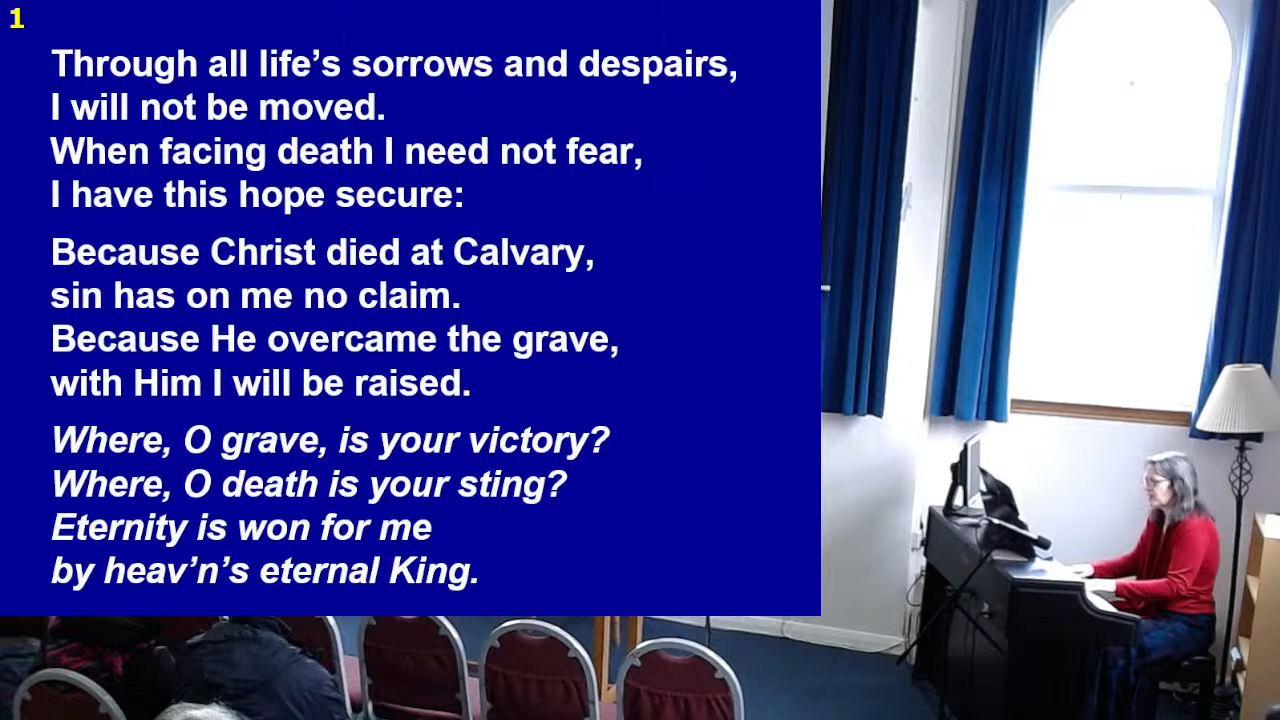 1
Through all life’s sorrows and despairs,
I will not be moved.
When facing death I need not fear,
I have this hope secure:
Because Christ died at Calvary,
sin has on me no claim.
Because He overcame the grave,
with Him I will be raised.
Where, O grave, is your victory?
Where, O death is your sting?
Eternity is won for me
by heav’n’s eternal King.